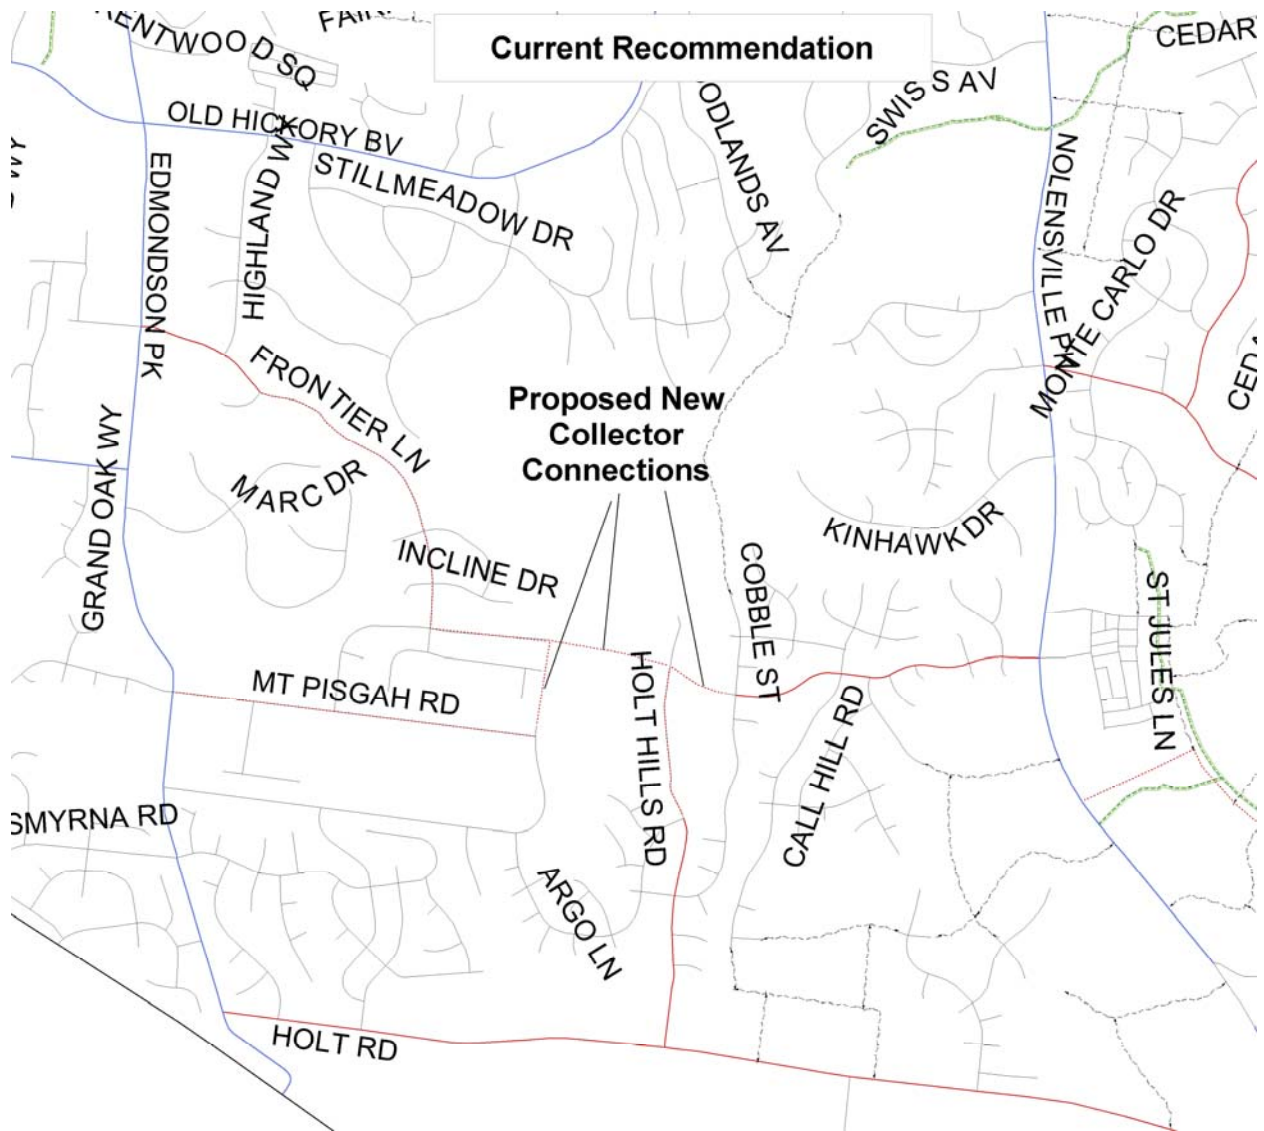 Current Recommendation
SWISS AV
OLD HICKORY BV
STILLMEADOW DR
HIGHLAND WY
EDMONDSON PK
NOLENSVILLE PK
MONTE CARLO DR
FRONTIER LN
Proposed New
Collector
Connections
GRAND OAK WY
MARC DR
KINHAWK DR
INCLINE DR
COBBLE ST
ST JULES LN
MT PISGAH RD
HOLT HILLS RD
CALL HILL RD
SMYRNA RD
ARGO LN
HOLT RD